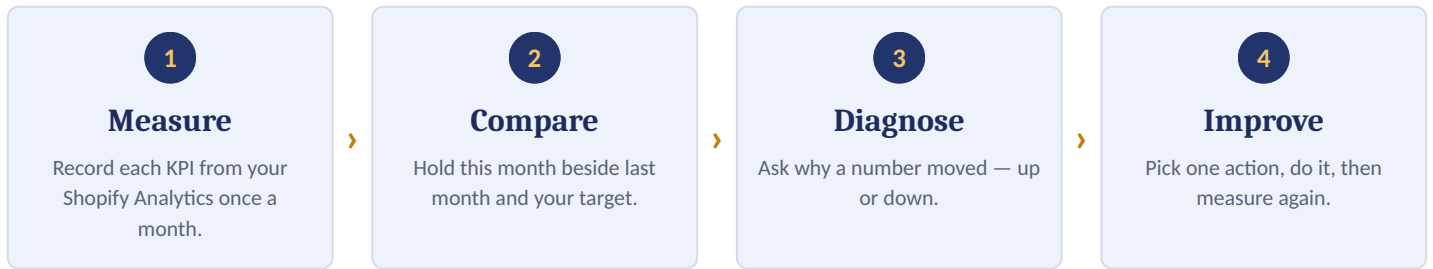 1
Measure
Record each KPI from your
Shopify Analytics once a
month.
›
2
Compare
Hold this month beside last
month and your target.
›
3
Diagnose
Ask why a number moved — up
or down.
›
4
Improve
Pick one action, do it, then
measure again.